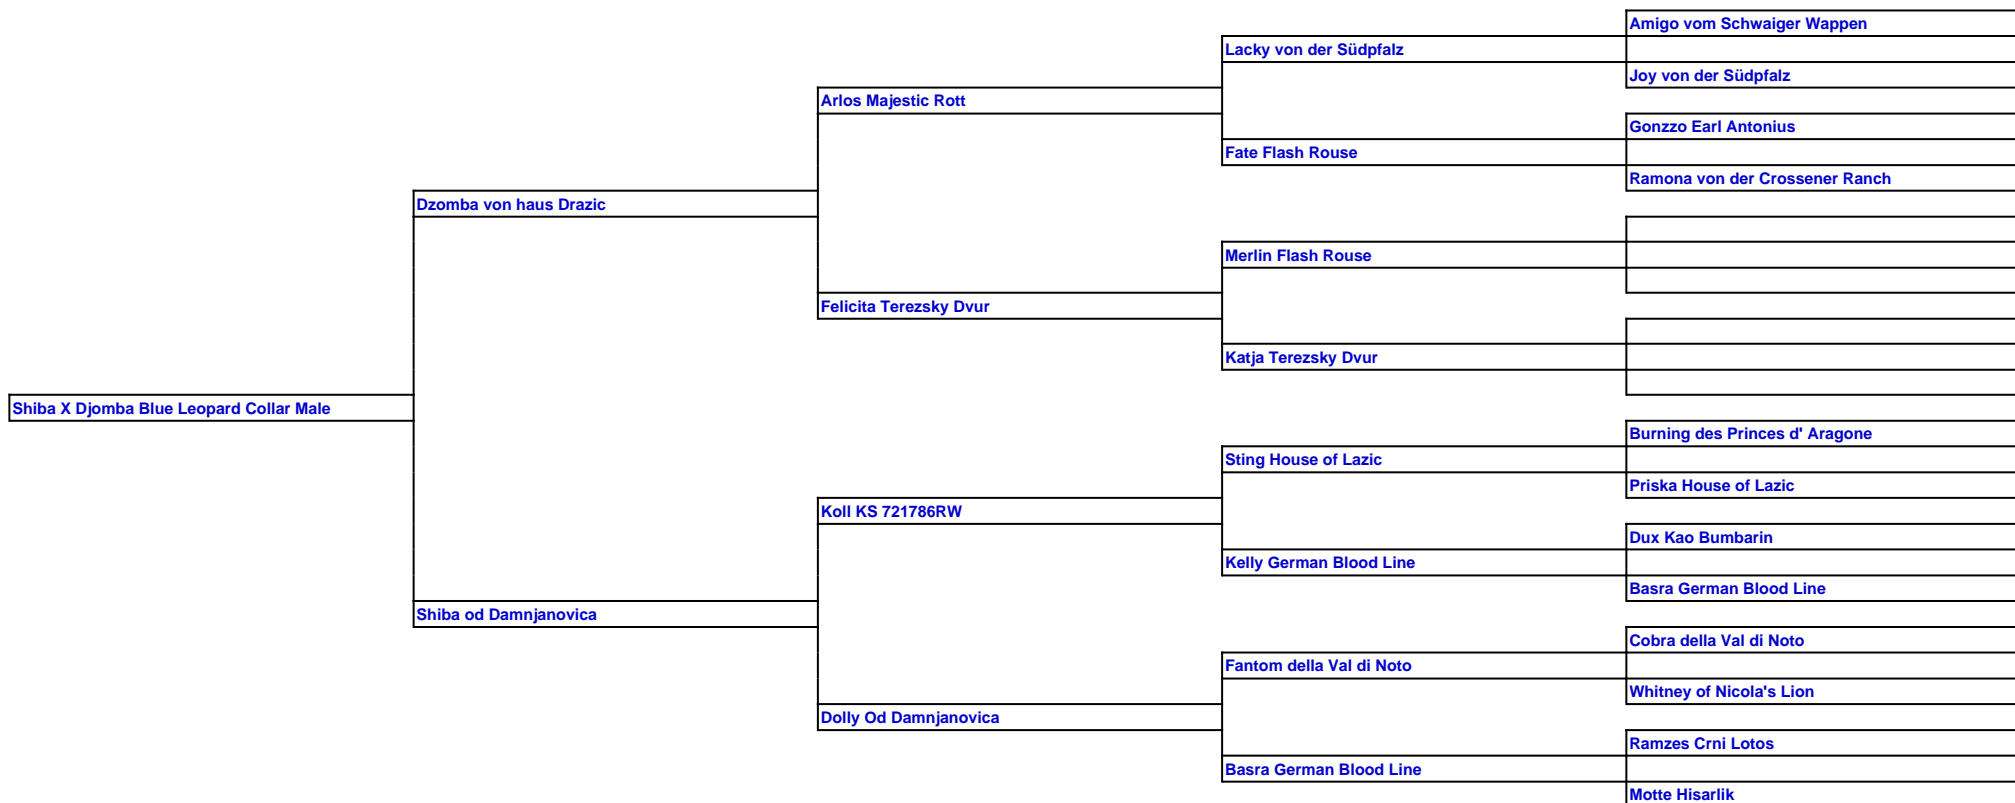 Amigo vom Schwaiger Wappen
Lacky von der Südpfalz
Joy von der Südpfalz
Arlos Majestic Rott
Gonzzo Earl Antonius
Fate Flash Rouse
Ramona von der Crossener Ranch
Dzomba von haus Drazic
Merlin Flash Rouse
Felicita Terezsky Dvur
Katja Terezsky Dvur
Shiba X Djomba Blue Leopard Collar Male
Burning des Princes d' Aragone
Sting House of Lazic
Priska House of Lazic
Koll KS 721786RW
Dux Kao Bumbarin
Kelly German Blood Line
Basra German Blood Line
Shiba od Damnjanovica
Cobra della Val di Noto
Fantom della Val di Noto
Whitney of Nicola's Lion
Dolly Od Damnjanovica
Ramzes Crni Lotos
Basra German Blood Line
Motte Hisarlik